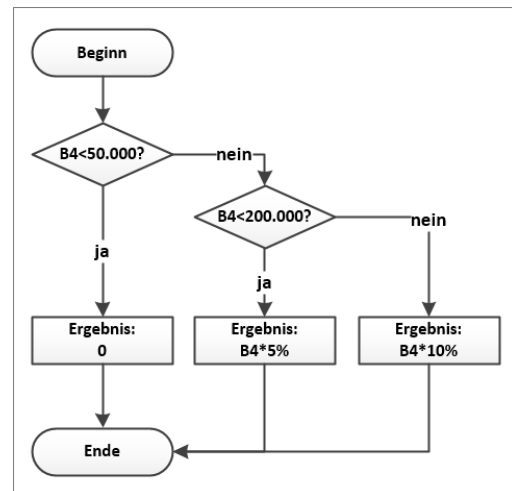 Beginn
B4<50.000?
nein
B4<200.000?
nein
ja
ja
Ergebnis:
0
Ergebnis:
B4*5%
Ergebnis:
B4*10%
Ende